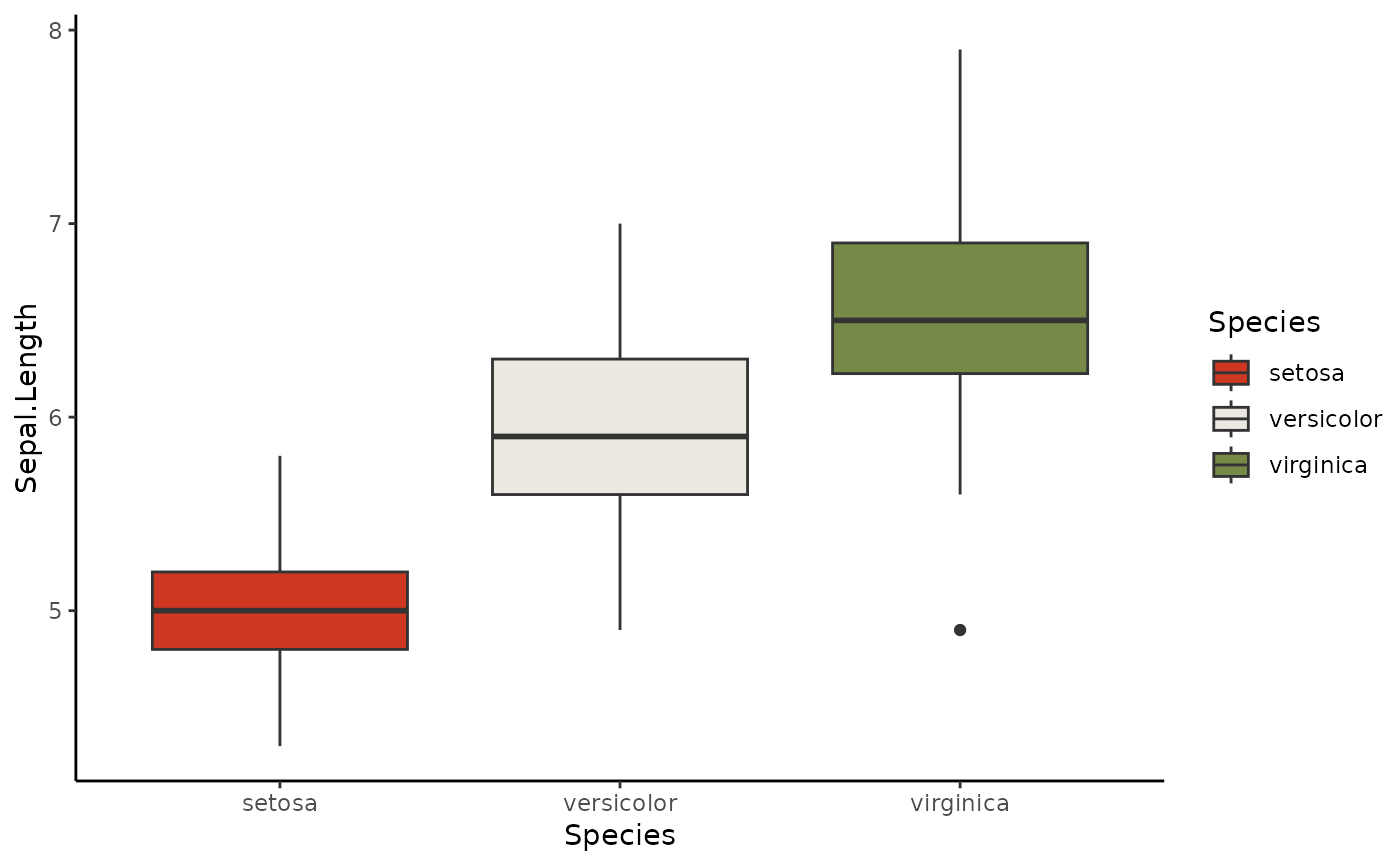 8
7
6
5
Sepal.Length
setosa
versicolor
virginica
Species
Species
setosa
versicolor
virginica